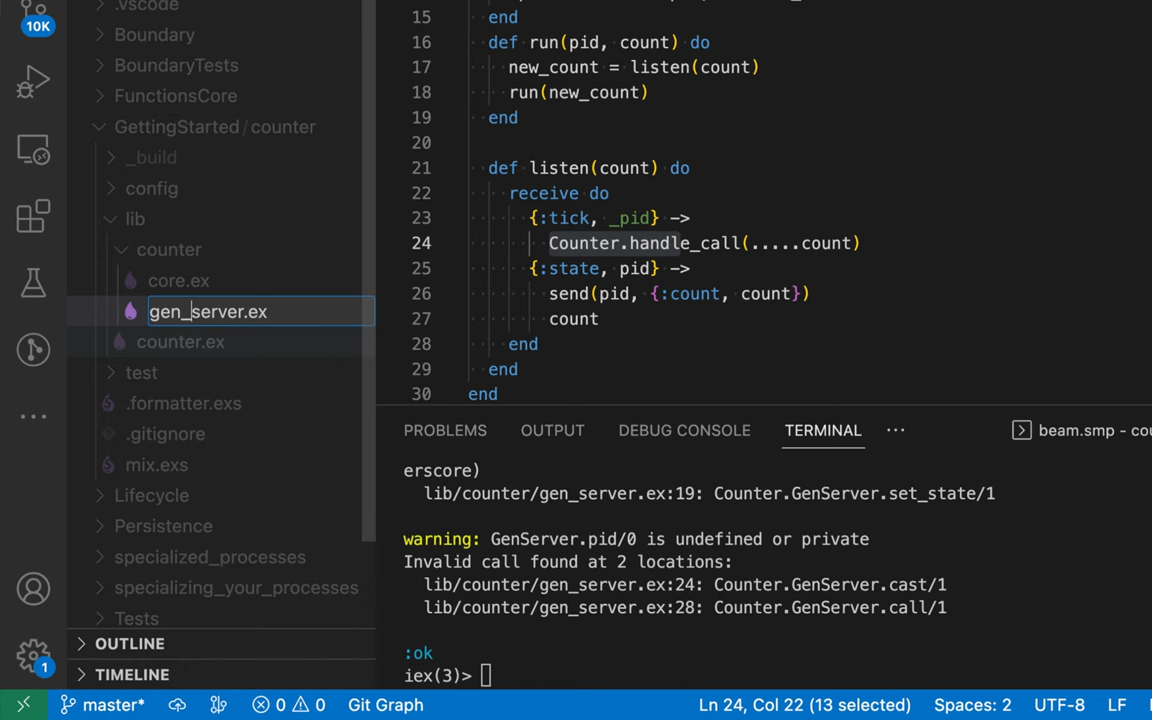 .vscode
10K
Boundary
BoundaryTests
FunctionsCore
GettingStarted/counter
_build
config
lib
counter
core.ex
gen_server.ex
counter.ex
test
.formatter.exs
.gitignore
mix.exs
Lifecycle
Persistence
specialized_processes
specializing_your_processes
Tests
OUTLINE
1
TIMELINE
15 end
16 def run(pid, count) do
17 new_count = listen(count)
18 run(new_count)
19 end
20
21 def listen(count) do
22 receive do
23 {:tick, _pid} ->
24 Counter.handle_call(.....count)
25 {:state, pid} ->
26 send(pid, {:count, count})
27 count
28 end
29 end
30 end
PROBLEMS OUTPUT DEBUG CONSOLE TERMINAL ··· beam.smp - cou
erscore)
lib/counter/gen_server.ex:19: Counter.GenServer.set_state/1
warning: GenServer.pid/0 is undefined or private
Invalid call found at 2 locations:
lib/counter/gen_server.ex:24: Counter.GenServer.cast/1
lib/counter/gen_server.ex:28: Counter.GenServer.call/1
:ok
iex(3)>
master* 0 0 Git Graph Ln 24, Col 22 (13 selected) Spaces: 2 UTF-8 LF